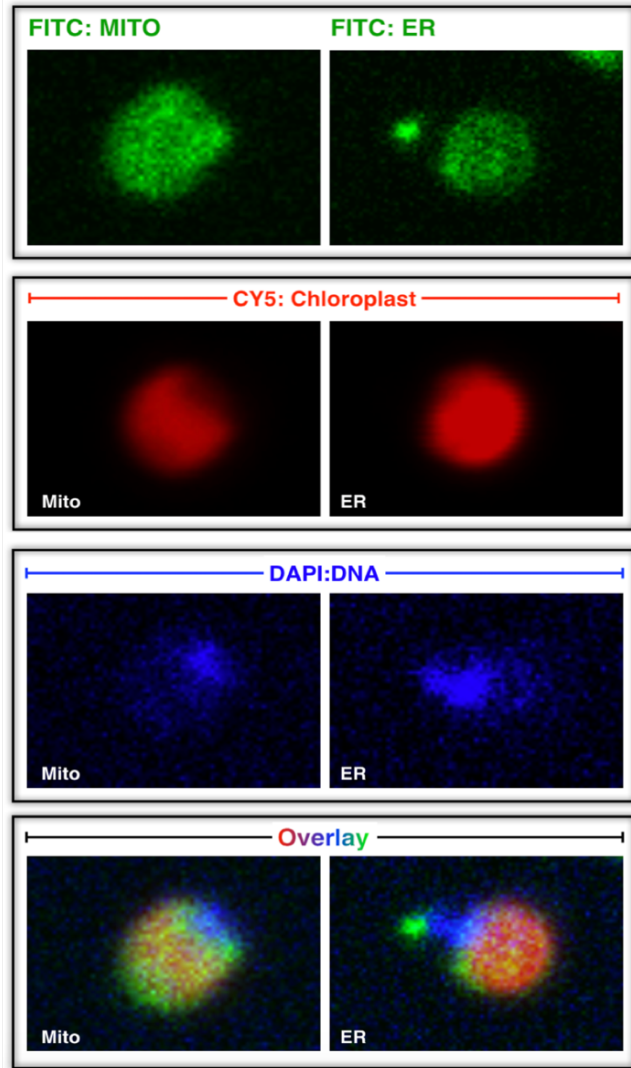 FITC: MITO FITC: ER
CY5: Chloroplast
Mito ER
DAPI:DNA
Mito ER
Overlay
Mito ER